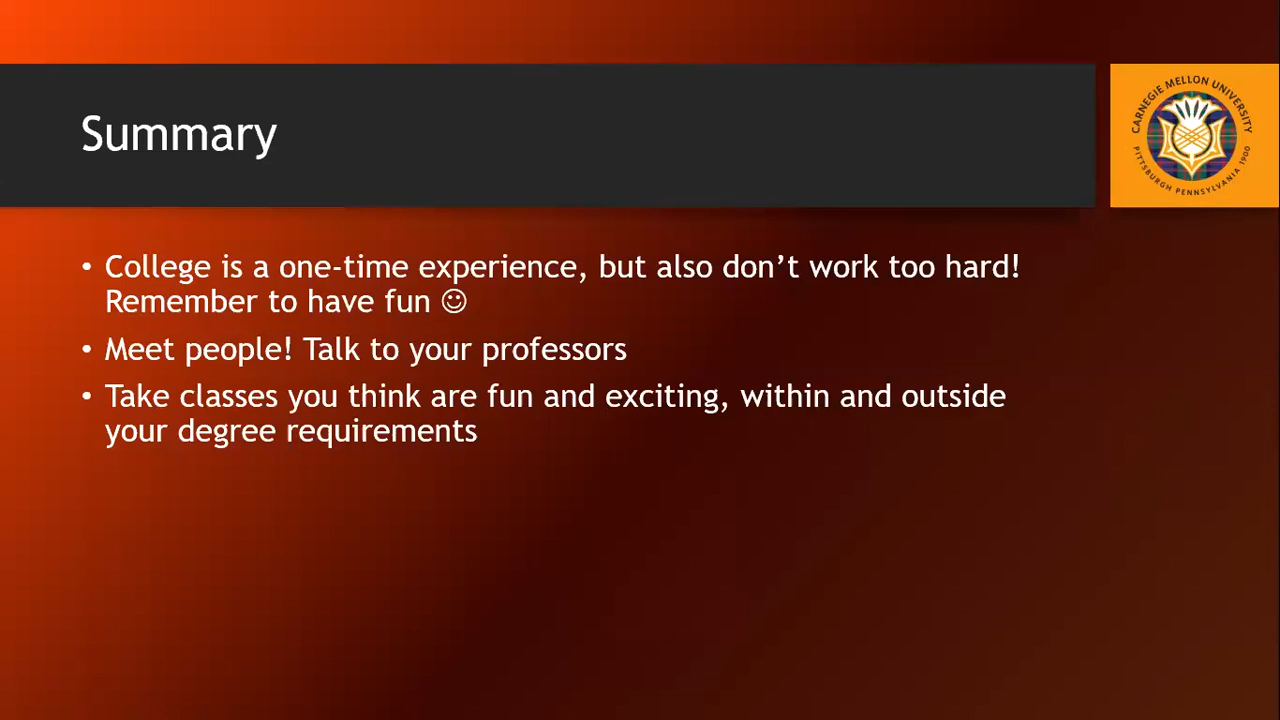 Summary
CARNEGIE MELLON UNIVERSITY
PITTSBURGH PENNSYLVANIA 1900
• College is a one-time experience, but also don’t work too hard!
Remember to have fun ☺
• Meet people! Talk to your professors
• Take classes you think are fun and exciting, within and outside
your degree requirements